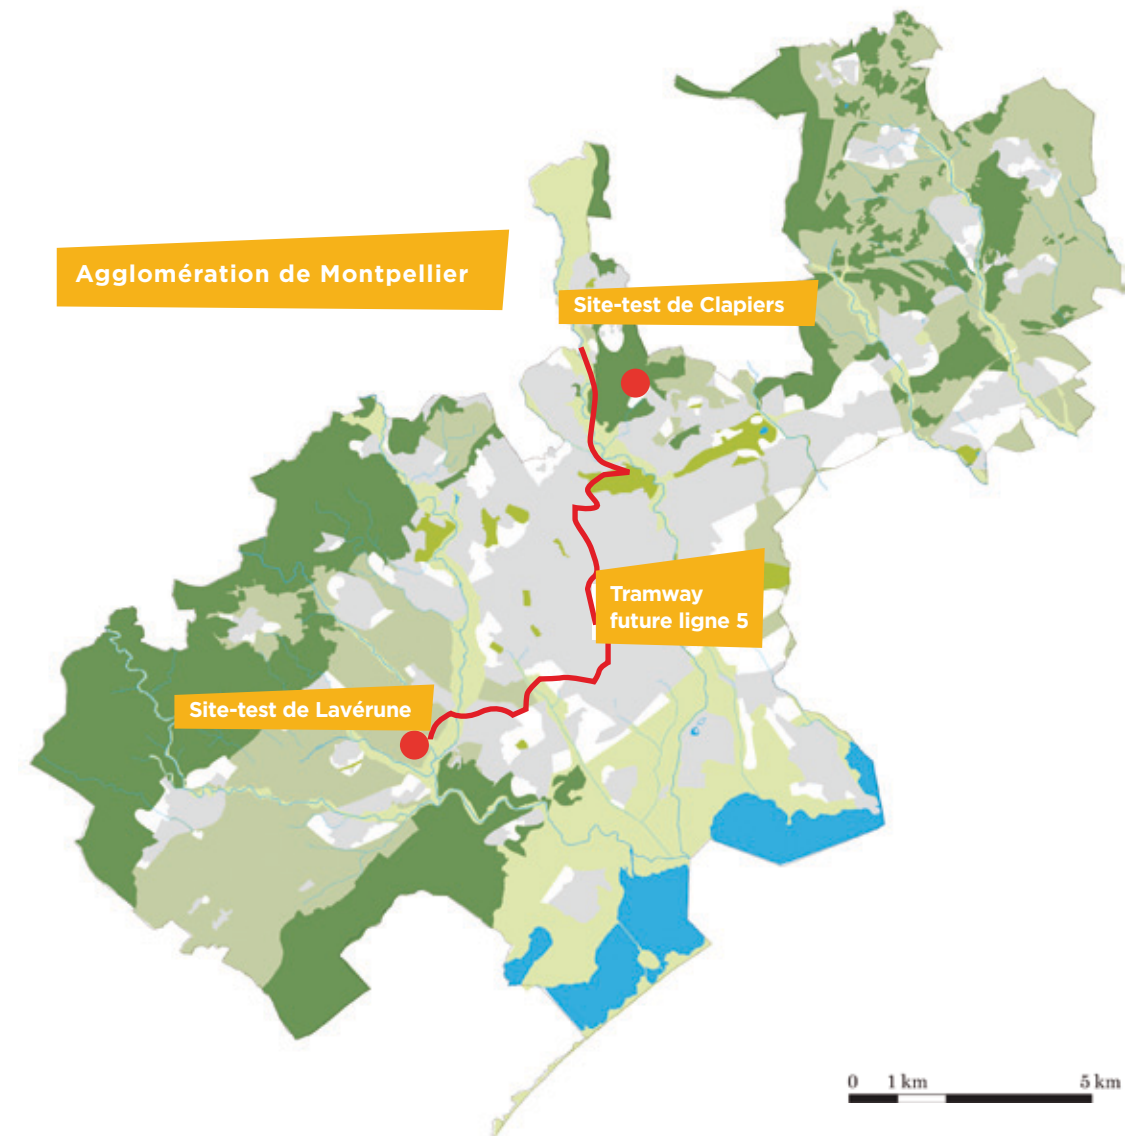 Agglomération de Montpellier
Site-test de Clapiers
Tramway
future ligne 5
Site-test de Lavérune
0 1 km 5 km